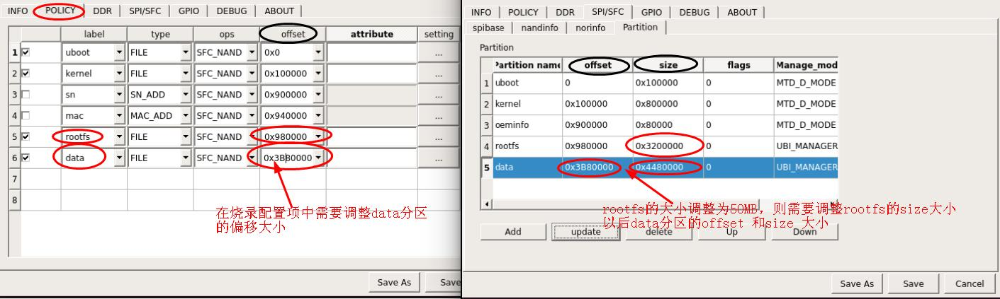 INFO POLICY DDR SPI/SFC GPIO DEBUG ABOUT
label type ops offset attribute setting
1 uboot FILE SFC_NAND 0x0 ...
2 kernel FILE SFC_NAND 0x100000 ...
3 sn SN_ADD SFC_NAND 0x900000 ...
4 mac MAC_ADD SFC_NAND 0x940000 ...
5 rootfs FILE SFC_NAND 0x980000 ...
6 data FILE SFC_NAND 0x3B80000 ...
7
8
在烧录配置项中需要调整data分区
的偏移大小
Save As Save
INFO POLICY DDR SPI/SFC GPIO DEBUG ABOUT
spibase nandinfo norinfo Partition
Partition
Partition name offset size flags Manage_mod
1 uboot 0 0x100000 0 MTD_D_MODE
2 kernel 0x100000 0x800000 0 MTD_D_MODE
3 oeminfo 0x900000 0x80000 0 MTD_D_MODE
4 rootfs 0x980000 0x3200000 0 UBI_MANAGER
5 data 0x3B80000 0x4480000 0 UBI_MANAGER
rootfs的大小调整为50MB，则需要调整rootfs的size大小
以后data分区的offset 和size 大小
Add update delete Up Down
Save As Save Cancel